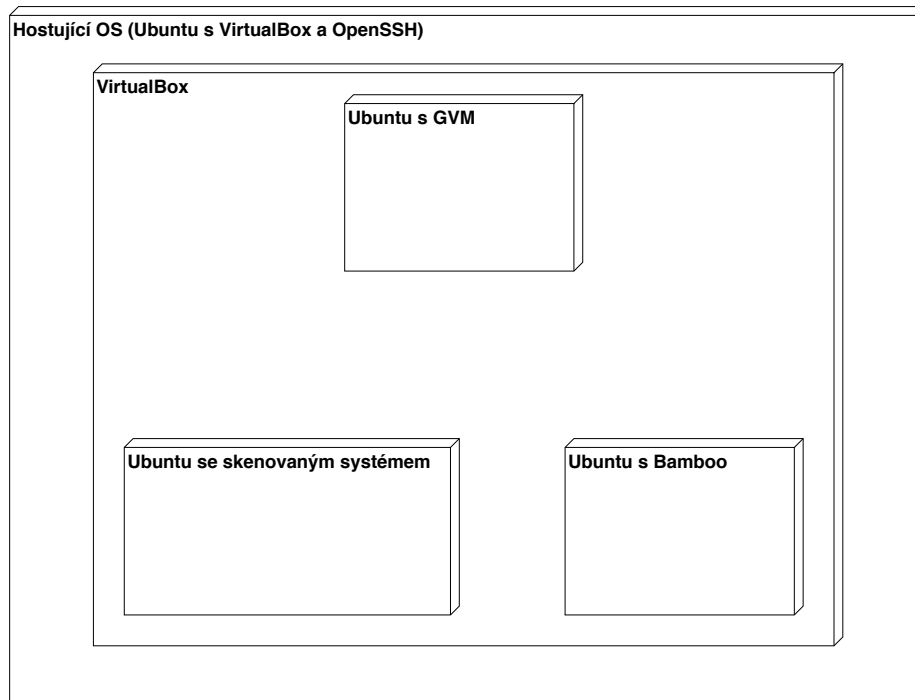 Hostující OS (Ubuntu s VirtualBox a OpenSSH)
VirtualBox
Ubuntu s GVM
Ubuntu se skenovaným systémem
Ubuntu s Bamboo